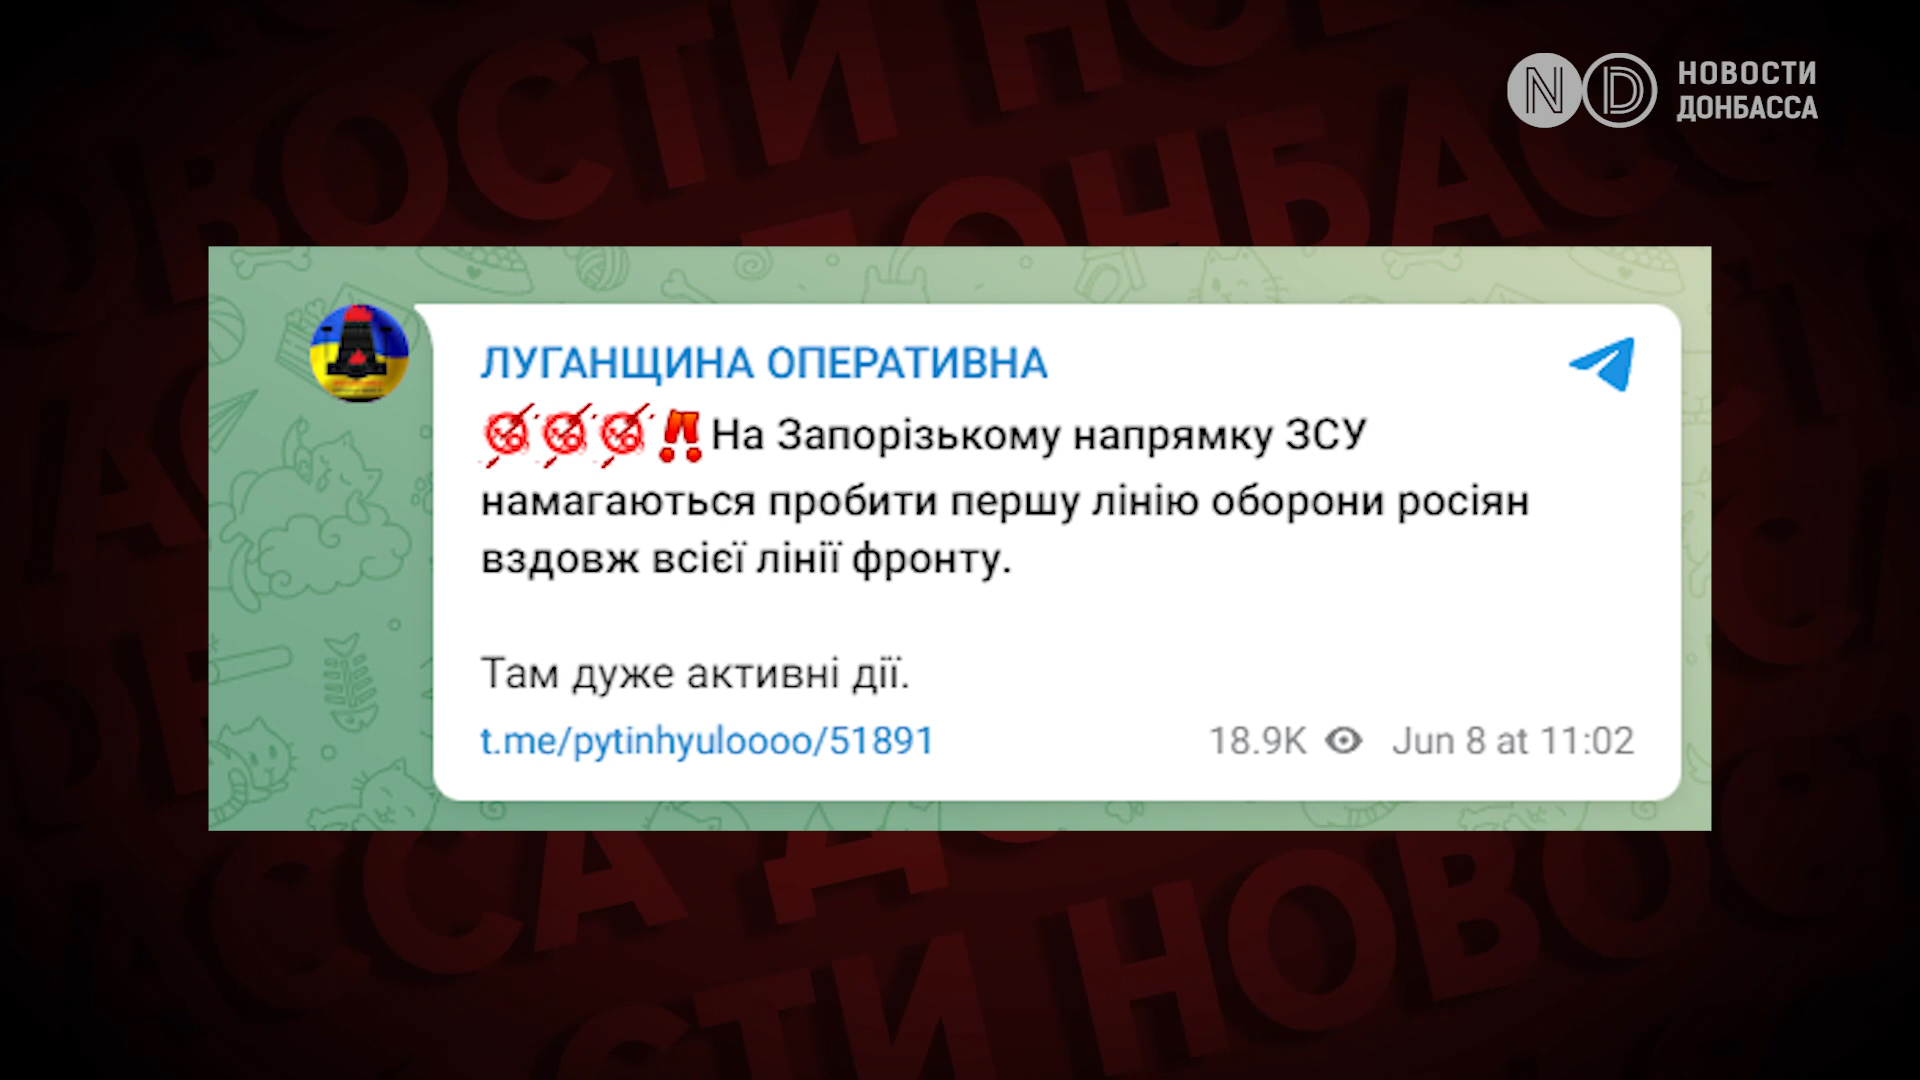 НОВОСТИ
ДОНБАССА
ЛУГАНЩИНА ОПЕРАТИВНА
‼На Запорізькому напрямку ЗСУ
намагаються пробити першу лінію оборони росіян
вздовж всієї лінії фронту.
Там дуже активні дії.
t.me/pytinhyuloooo/51891 18.9K Jun 8 at 11:02